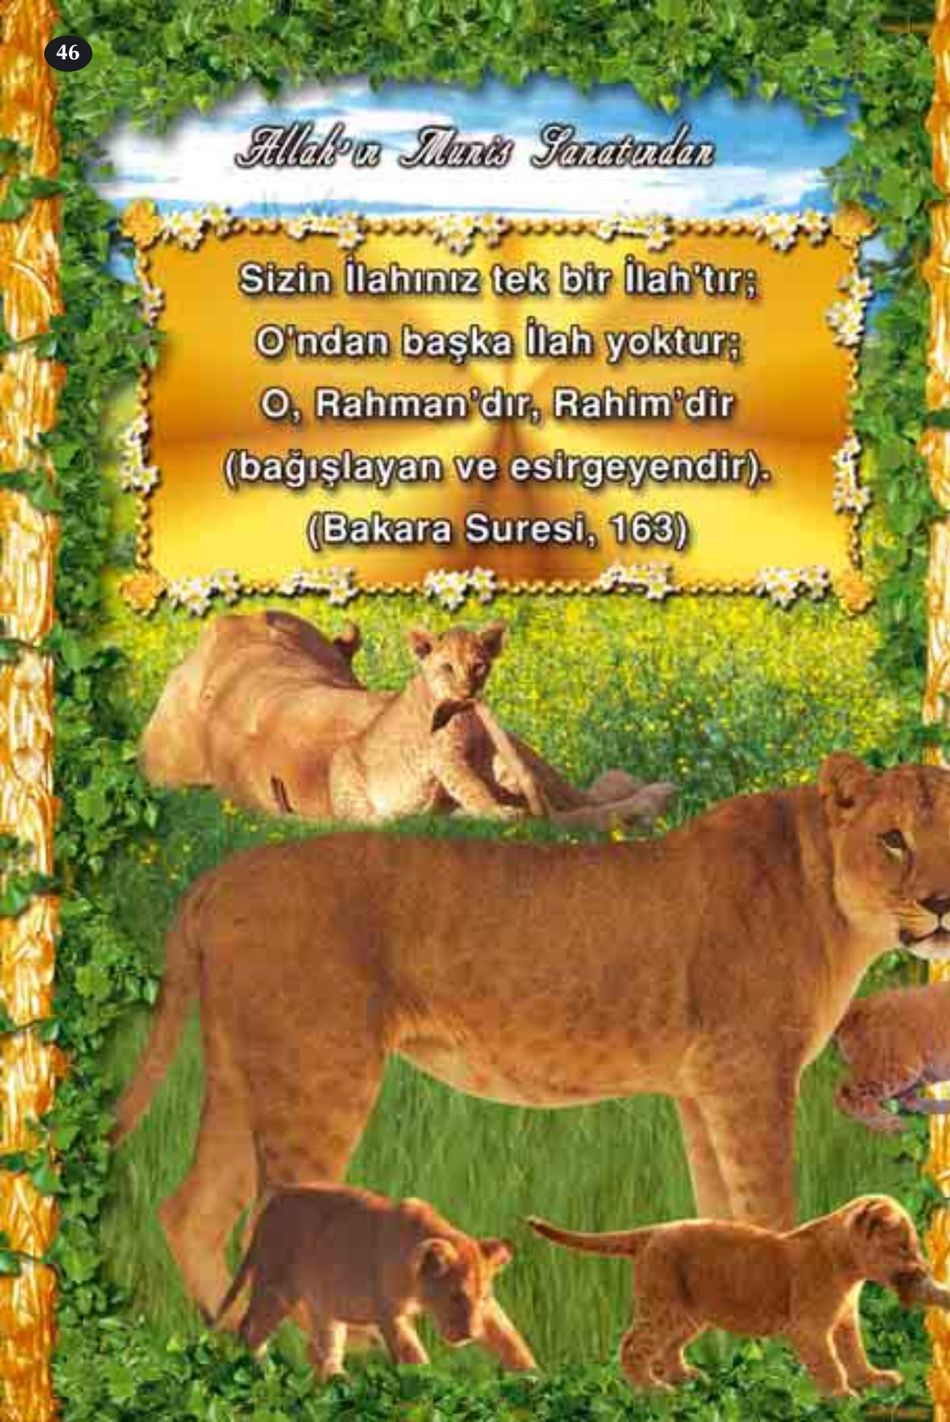 46
Allah'ın Munis Sanatından
Sizin İlahınız tek bir İlah'tır;
O'ndan başka İlah yoktur;
O, Rahman'dır, Rahim'dir
(bağışlayan ve esirgeyendir).
(Bakara Suresi, 163)